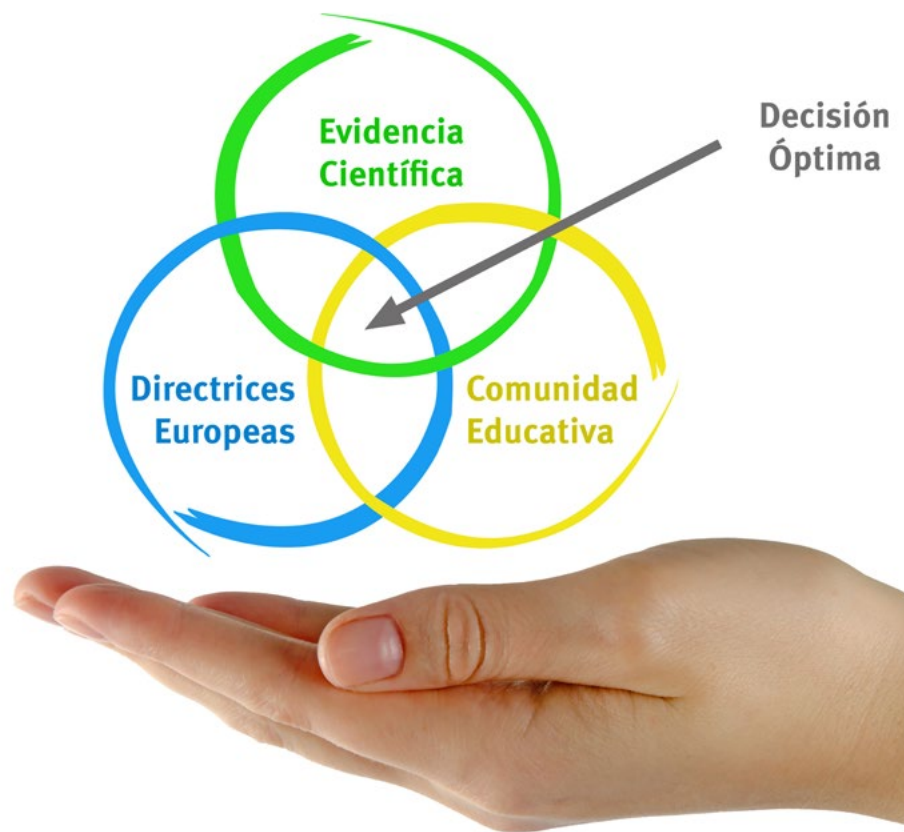 Evidencia
Científica
Decisión
Óptima
Directrices
Europeas
Comunidad
Educativa